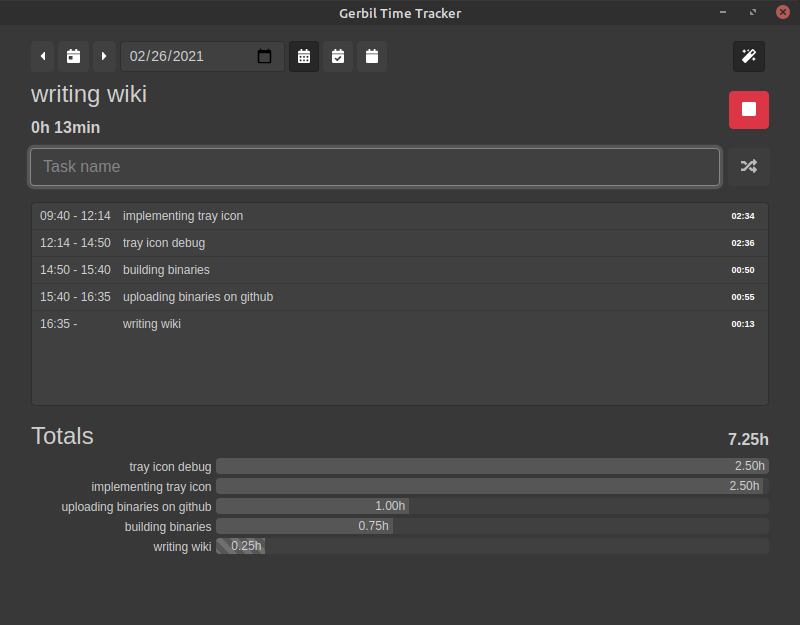 Gerbil Time Tracker
02/26/2021
writing wiki
0h 13min
Task name
09:40 - 12:14 implementing tray icon 02:34
12:14 - 14:50 tray icon debug 02:36
14:50 - 15:40 building binaries 00:50
15:40 - 16:35 uploading binaries on github 00:55
16:35 - writing wiki 00:13
Totals 7.25h
tray icon debug 2.50h
implementing tray icon 2.50h
uploading binaries on github 1.00h
building binaries 0.75h
writing wiki 0.25h